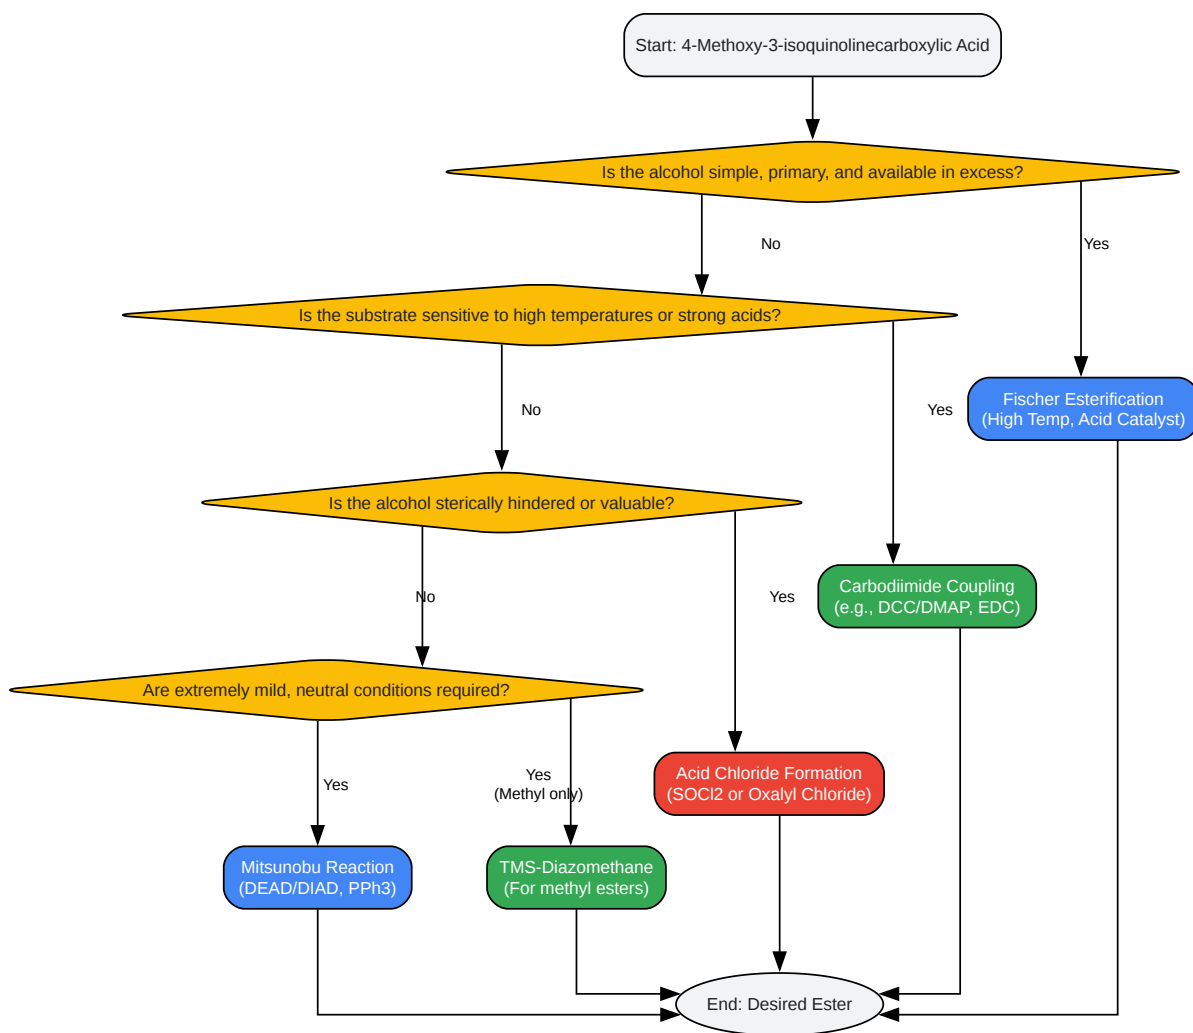 Start: 4-Methoxy-3-isoquinolinecarboxylic Acid
Is the alcohol simple, primary, and available in excess?
No
Yes
Is the substrate sensitive to high temperatures or strong acids?
Fischer Esterification
(High Temp, Acid Catalyst)
No
Yes
Is the alcohol sterically hindered or valuable?
Carbodiimide Coupling
(e.g., DCC/DMAP, EDC)
No
Yes
Are extremely mild, neutral conditions required?
Acid Chloride Formation
(SOCl2 or Oxalyl Chloride)
Yes
Yes
(Methyl only)
Mitsunobu Reaction
(DEAD/DIAD, PPh3)
TMS-Diazomethane
(For methyl esters)
End: Desired Ester